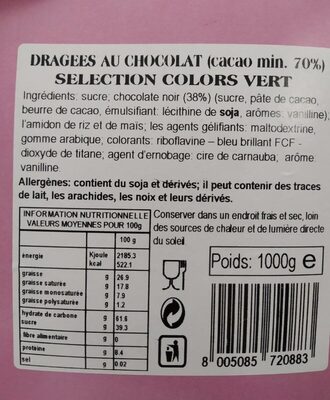 DRAGEES AU CHOCOLAT (cacao min. 70%)
SELECTION COLORS VERT
Ingrédients: sucre; chocolate noir (38%) (sucre, pâte de cacao,
beurre de cacao, émulsifiant: lécithine de soja, arômes: vanilline);
l'amidon de riz et de maïs; les agents gélifiants: maltodextrine,
gomme arabique, colorants: riboflavine – bleu brillant FCF -
dioxyde de titane; agent d'ernobage: cire de carnauba; arôme:
vanilline.
Allergènes: contient du soja et dérivés; il peut contenir des traces
de lait, les arachides, les noix et leurs dérivés.
INFORMATION NUTRITIONNELLE
VALEURS MOYENNES POUR 100g
100 g
énergie Kjoule 2185.3
kcal 522.1
graisse g 26.9
graisse saturée g 17.8
graisse monosaturée g 7.9
graisse polysaturée g 1.2
hydrate de carbone g 61.6
sucre g 39.3
fibre alimentaire g 0
protéine g 8.4
sel g 0.02
Conserver dans un endroit frais et sec, loin
des sources de chaleur et de lumière directe
du soleil
Poids: 1000g e
8 005085 720883